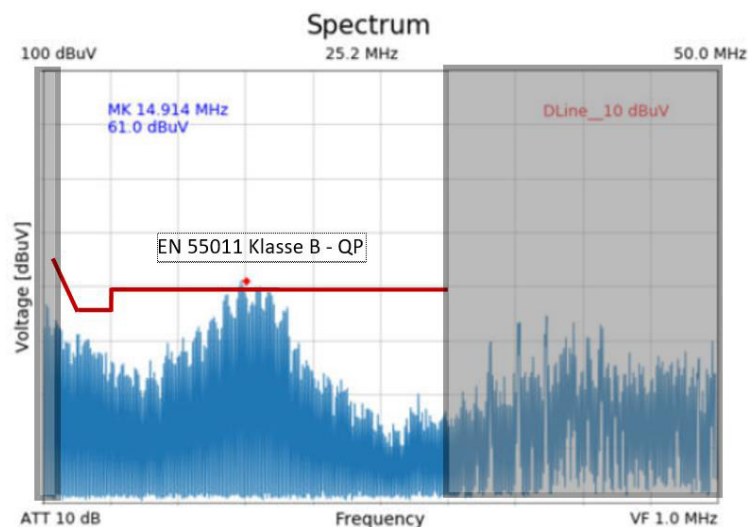 Spectrum
100 dBuV 25.2 MHz 50.0 MHz
MK 14.914 MHz
61.0 dBuV
DLine__10 dBuV
EN 55011 Klasse B - QP
Voltage [dBuV]
ATT 10 dB Frequency VF 1.0 MHz